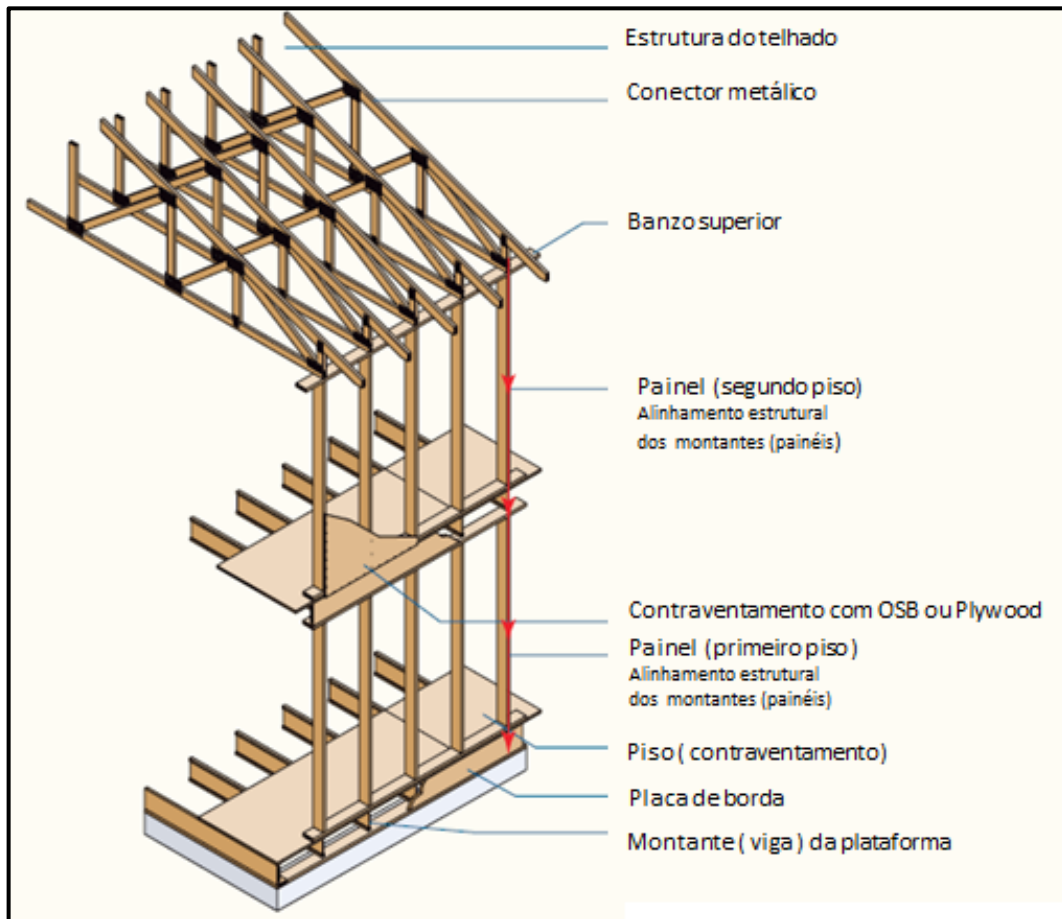 Estrutura do telhado
Conector metálico
Banzo superior
Painel (segundo piso)
Alinhamento estrutural
dos montantes (painéis)
Contraventamento com OSB ou Plywood
Painel (primeiro piso)
Alinhamento estrutural
dos montantes (painéis)
Piso ( contraventamento)
Placa de borda
Montante ( viga ) da plataforma